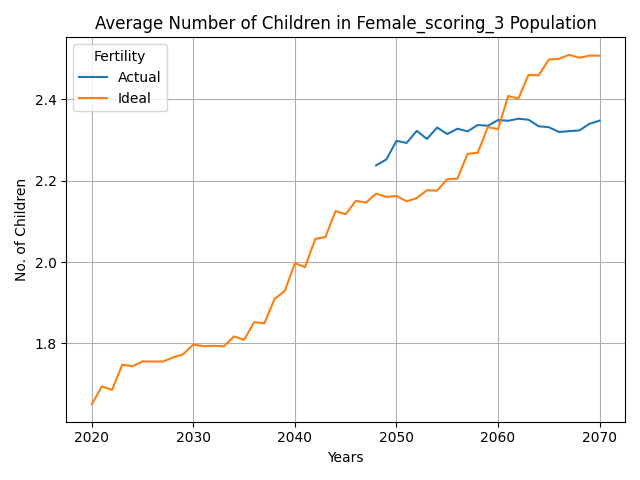 Average Number of Children in Female_scoring_3 Population
Fertility
Actual
Ideal
2.4
2.2
2.0
1.8
No. of Children
2020 2030 2040 2050 2060 2070
Years